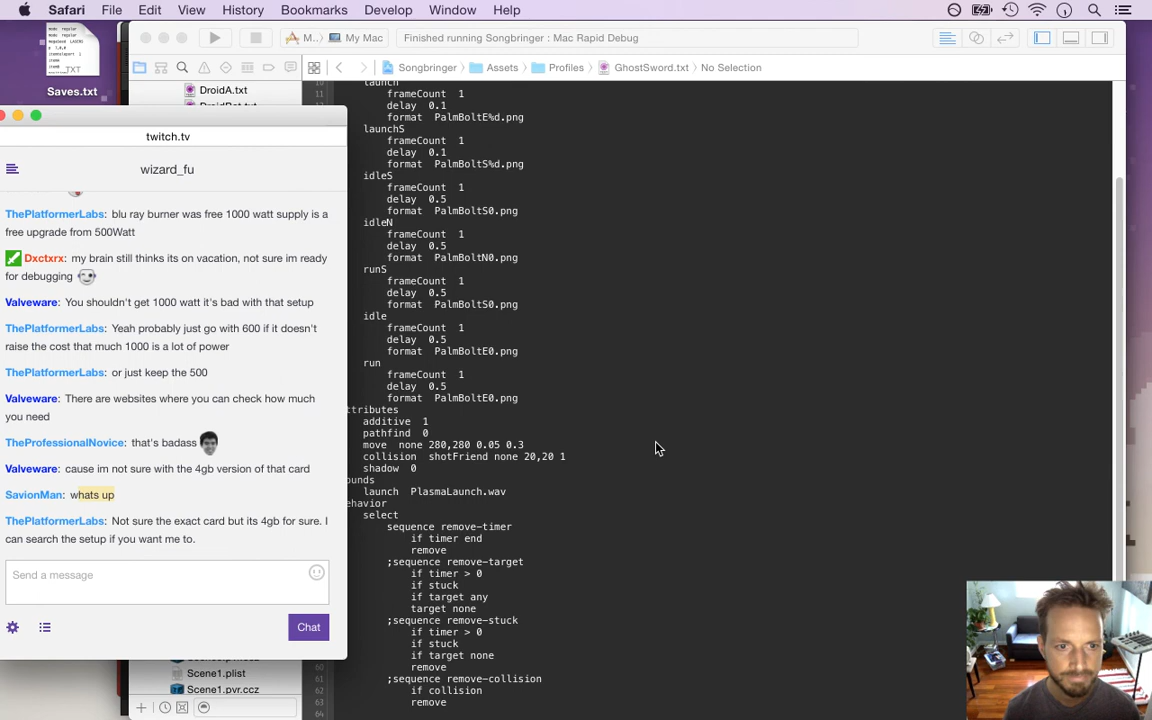 Safari File Edit View History Bookmarks Develop Window Help
TXT
Saves.txt
M... My Mac
Finished running Songbringer : Mac Rapid Debug
Songbringer Assets Profiles GhostSword.txt No Selection
DroidA.txt
twitch.tv
wizard_fu
ThePlatformerLabs: blu ray burner was free 1000 watt supply is a
free upgrade from 500Watt
Dxctxrx: my brain still thinks its on vacation, not sure im ready
for debugging
Valveware: You shouldn't get 1000 watt it's bad with that setup
ThePlatformerLabs: Yeah probably just go with 600 if it doesn't
raise the cost that much 1000 is a lot of power
ThePlatformerLabs: or just keep the 500
Valveware: There are websites where you can check how much
you need
TheProfessionalNovice: that's badass
Valveware: cause im not sure with the 4gb version of that card
SavionMan: whats up
ThePlatformerLabs: Not sure the exact card but its 4gb for sure. I
can search the setup if you want me to.
Send a message
Chat
Scene1.plist
Scene1.pvr.ccz
launch
frameCount 1
delay 0.1
format PalmBoltE%d.png
launchS
frameCount 1
delay 0.1
format PalmBoltS%d.png
idleS
frameCount 1
delay 0.5
format PalmBoltS0.png
idleN
frameCount 1
delay 0.5
format PalmBoltN0.png
runS
frameCount 1
delay 0.5
format PalmBoltS0.png
idle
frameCount 1
delay 0.5
format PalmBoltE0.png
run
frameCount 1
delay 0.5
format PalmBoltE0.png
ttributes
additive 1
pathfind 0
move none 280,280 0.05 0.3
collision shotFriend none 20,20 1
shadow 0
ounds
launch PlasmaLaunch.wav
ehavior
select
sequence remove-timer
if timer end
remove
;sequence remove-target
if timer > 0
if stuck
if target any
target none
;sequence remove-stuck
if timer > 0
if stuck
if target none
60 remove
61 ;sequence remove-collision
62 if collision
63 remove
64